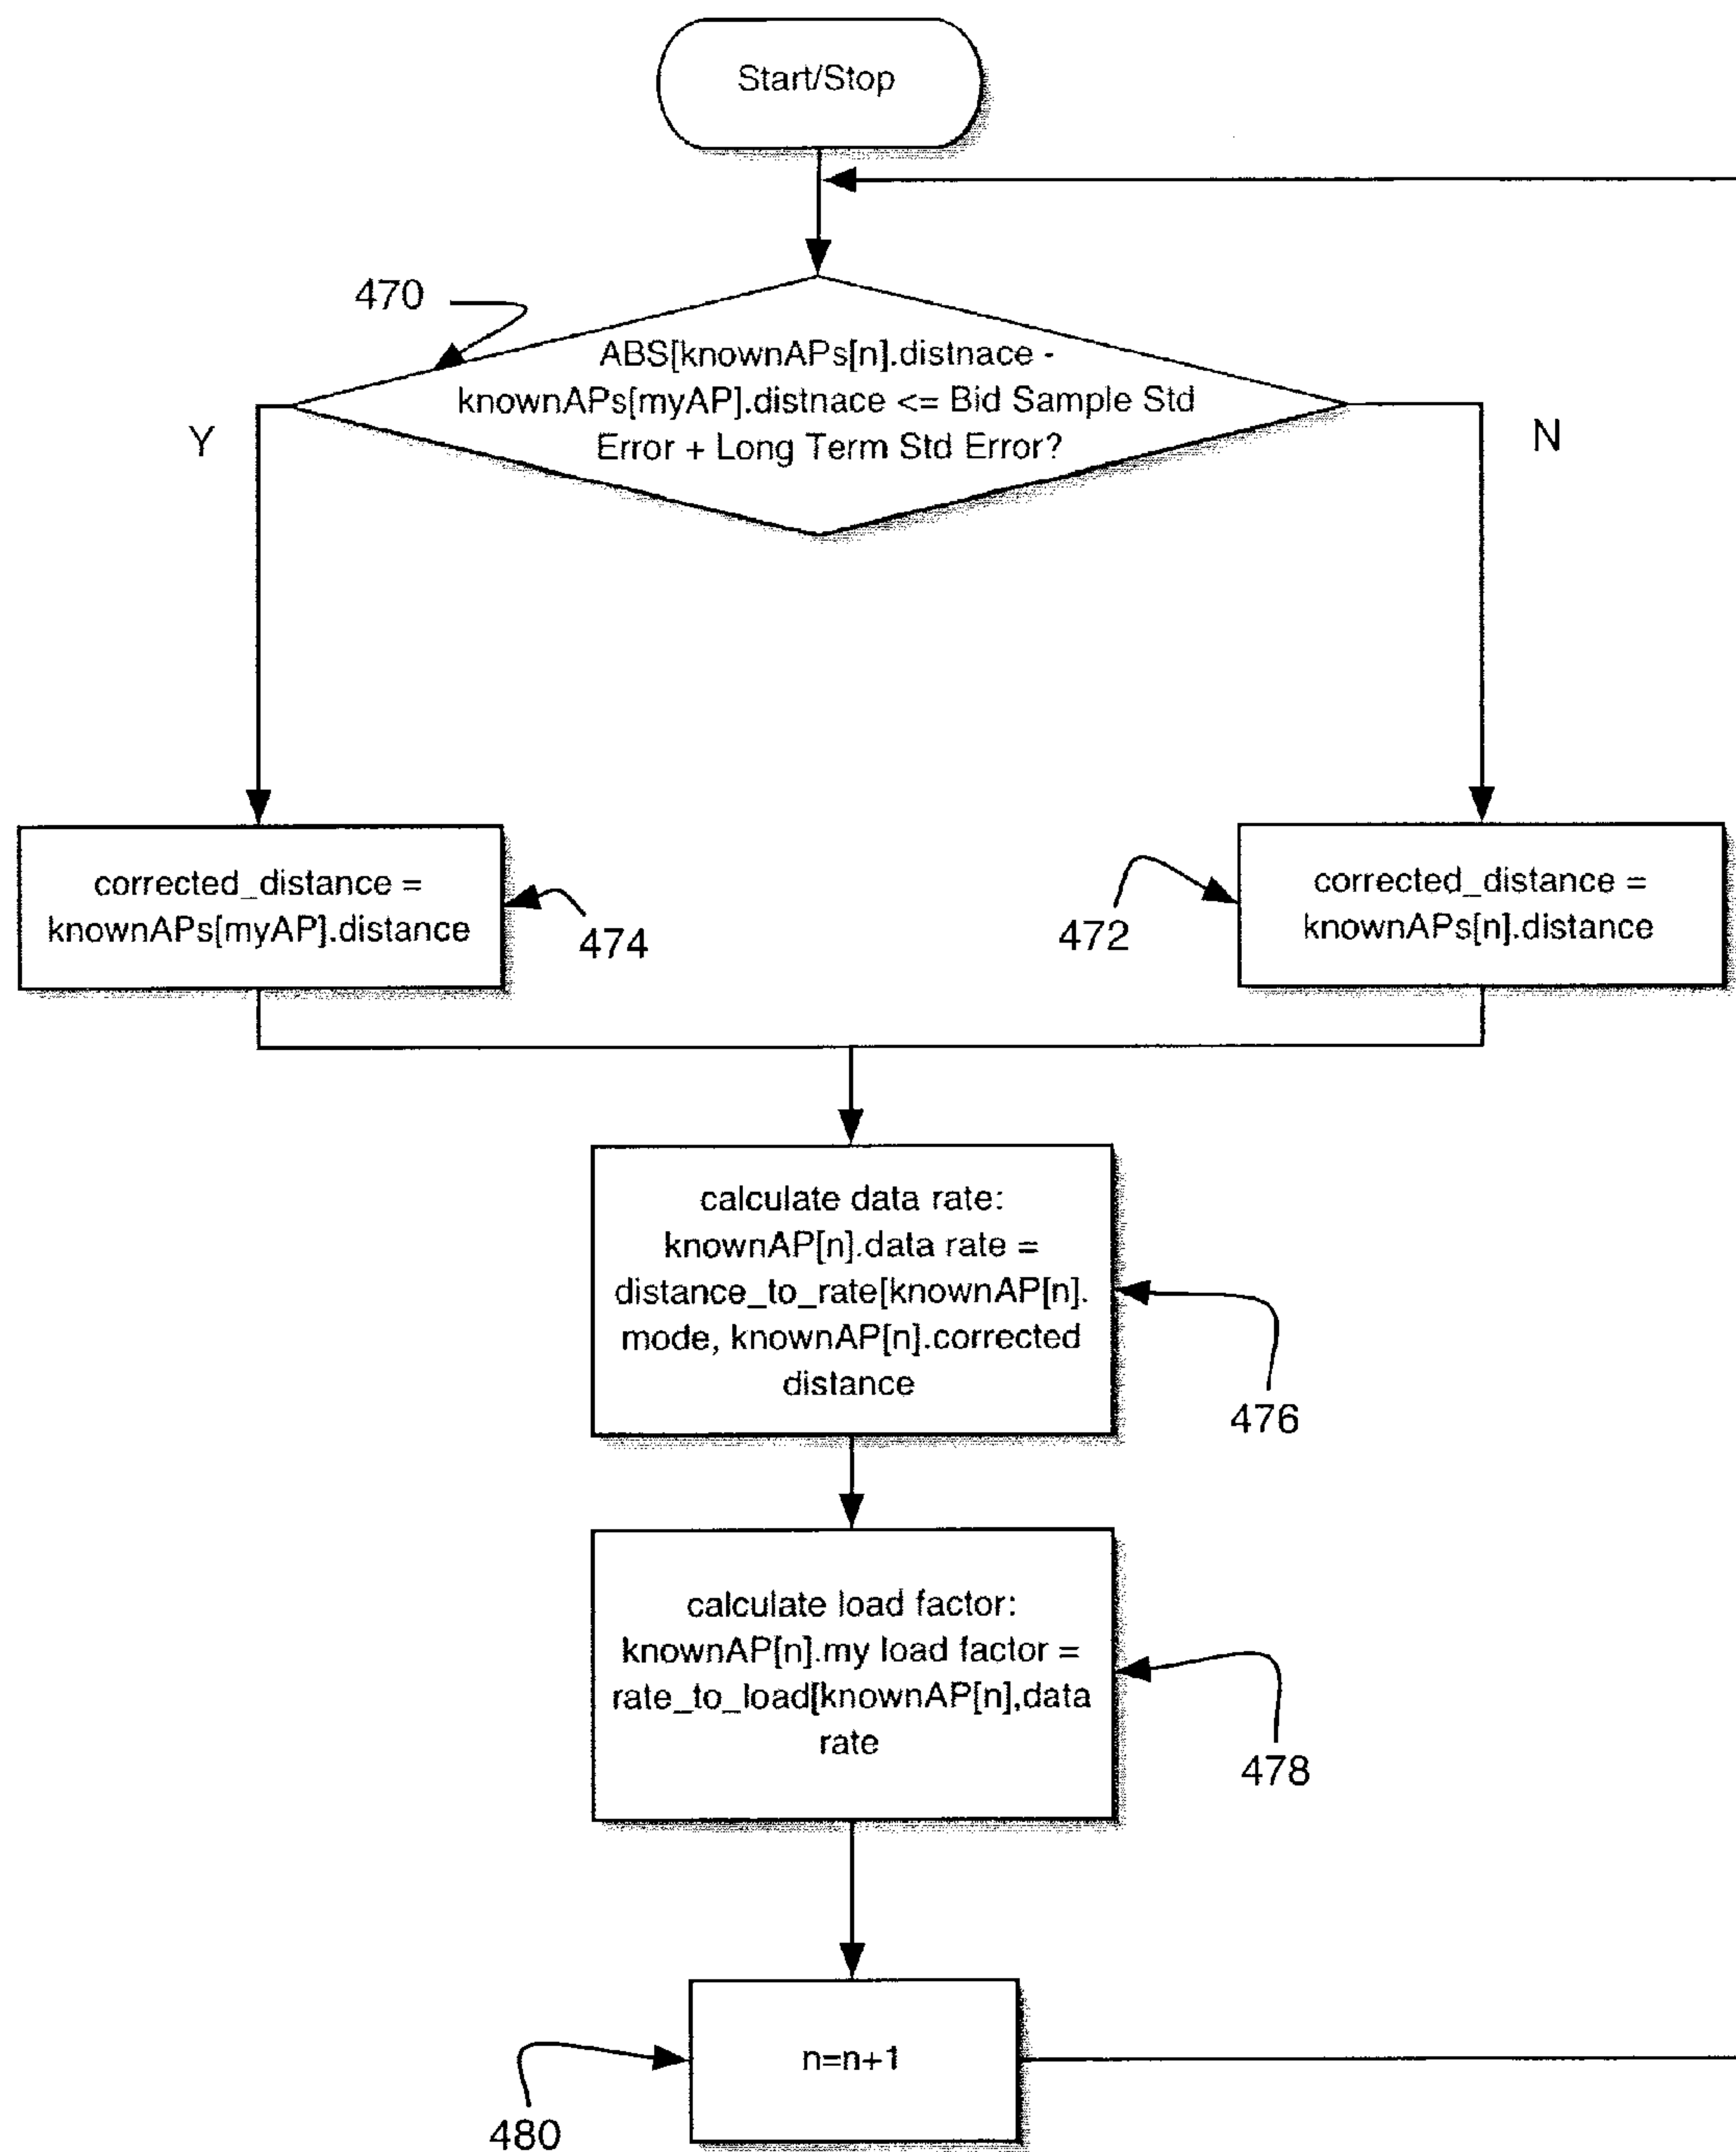 Start/Stop
470
ABS[knownAPs[n].distnace -
knownAPs[myAP].distnace <= Bid Sample Std
Error + Long Term Std Error?
Y
N
corrected_distance =
knownAPs[myAP].distance
474
472
corrected_distance =
knownAPs[n].distance
calculate data rate:
knownAP[n].data rate =
distance_to_rate[knownAP[n].
mode, knownAP[n].corrected
distance
476
calculate load factor:
knownAP[n].my load factor =
rate_to_load[knownAP[n],data
rate
478
n=n+1
480